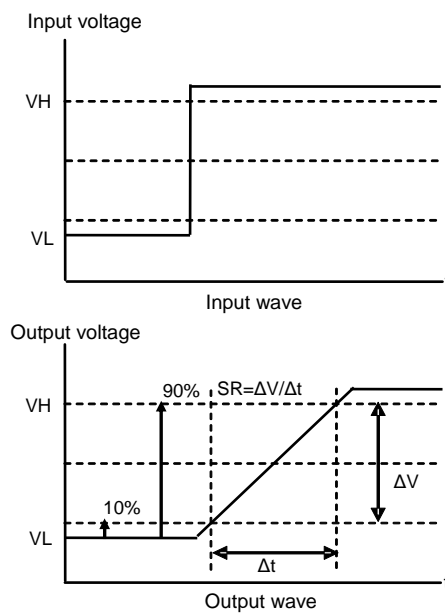 Input voltage
VH
VL
Input wave
Output voltage
90% SR=ΔV/Δt
VH
ΔV
10%
VL
Δt
Output wave